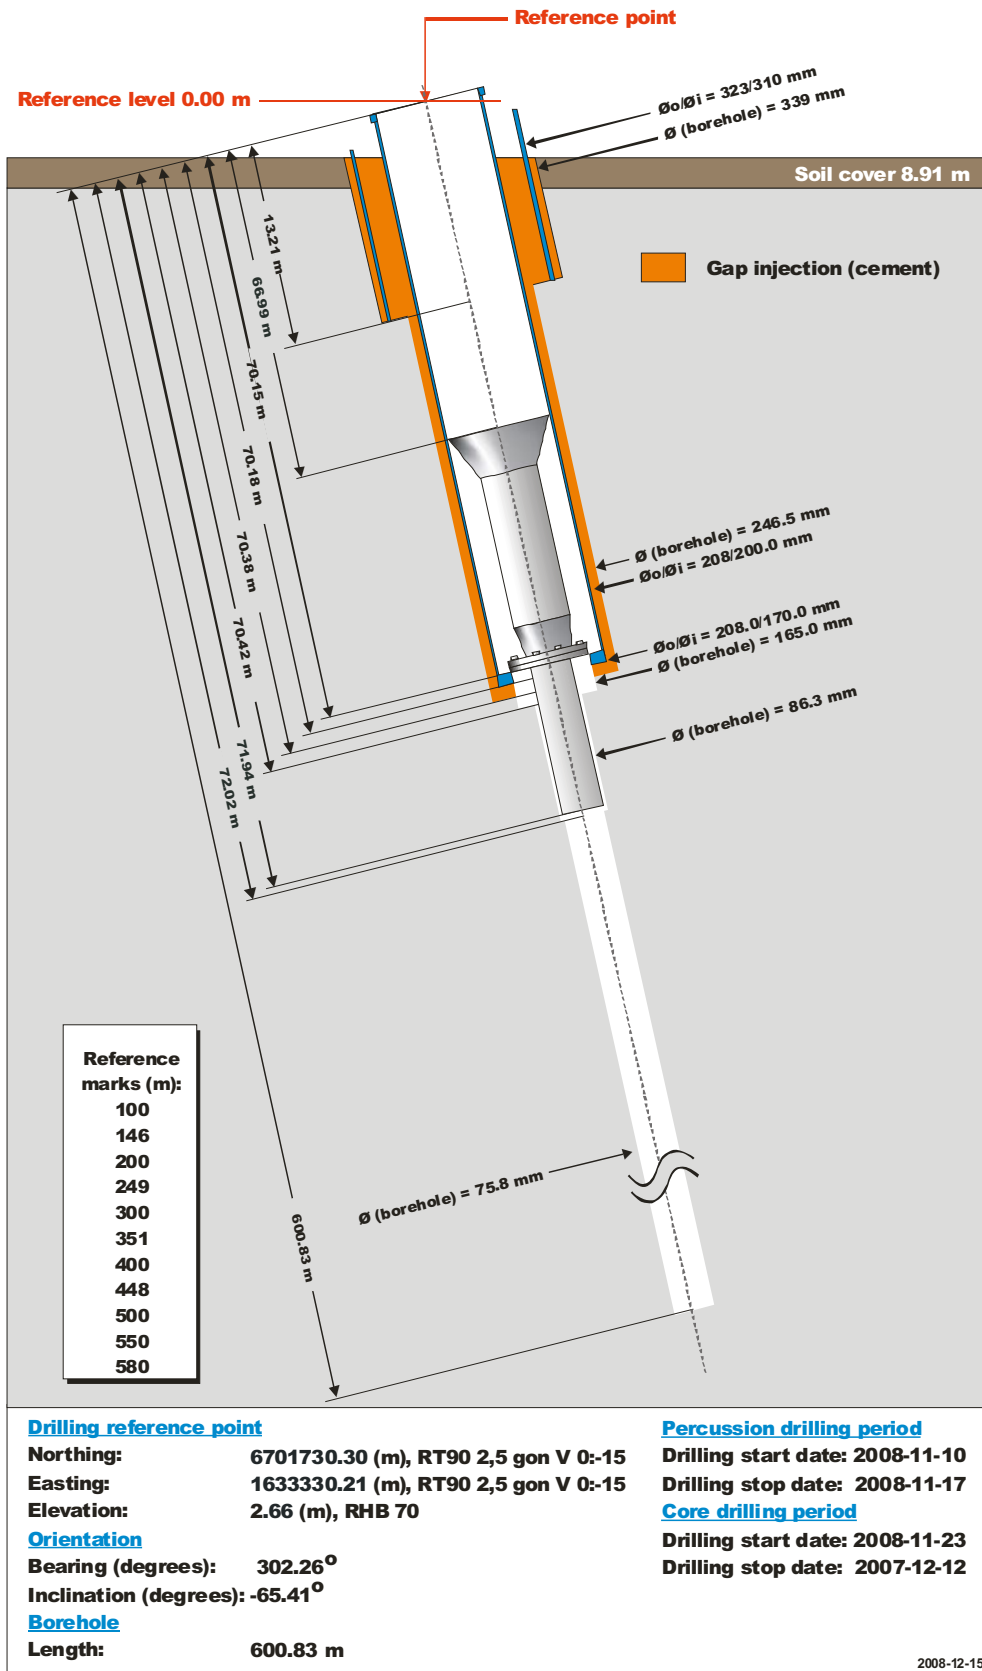 Reference point
Reference level 0.00 m
Øo/Øi = 323/310 mm
Ø (borehole) = 339 mm
Soil cover 8.91 m
Gap injection (cement)
13.21 m
66.99 m
70.15 m
70.18 m
70.38 m
70.42 m
71.94 m
72.02 m
Ø (borehole) = 246.5 mm
Øo/Øi = 208/200.0 mm
Øo/Øi = 208.0/170.0 mm
Ø (borehole) = 165.0 mm
Ø (borehole) = 86.3 mm
Ø (borehole) = 75.8 mm
600.83 m
Reference
marks (m):
100
146
200
249
300
351
400
448
500
550
580
Drilling reference point
Northing: 6701730.30 (m), RT90 2,5 gon V 0:-15
Easting: 1633330.21 (m), RT90 2,5 gon V 0:-15
Elevation: 2.66 (m), RHB 70
Orientation
Bearing (degrees): 302.26°
Inclination (degrees): -65.41°
Borehole
Length: 600.83 m
Percussion drilling period
Drilling start date: 2008-11-10
Drilling stop date: 2008-11-17
Core drilling period
Drilling start date: 2008-11-23
Drilling stop date: 2007-12-12
2008-12-15